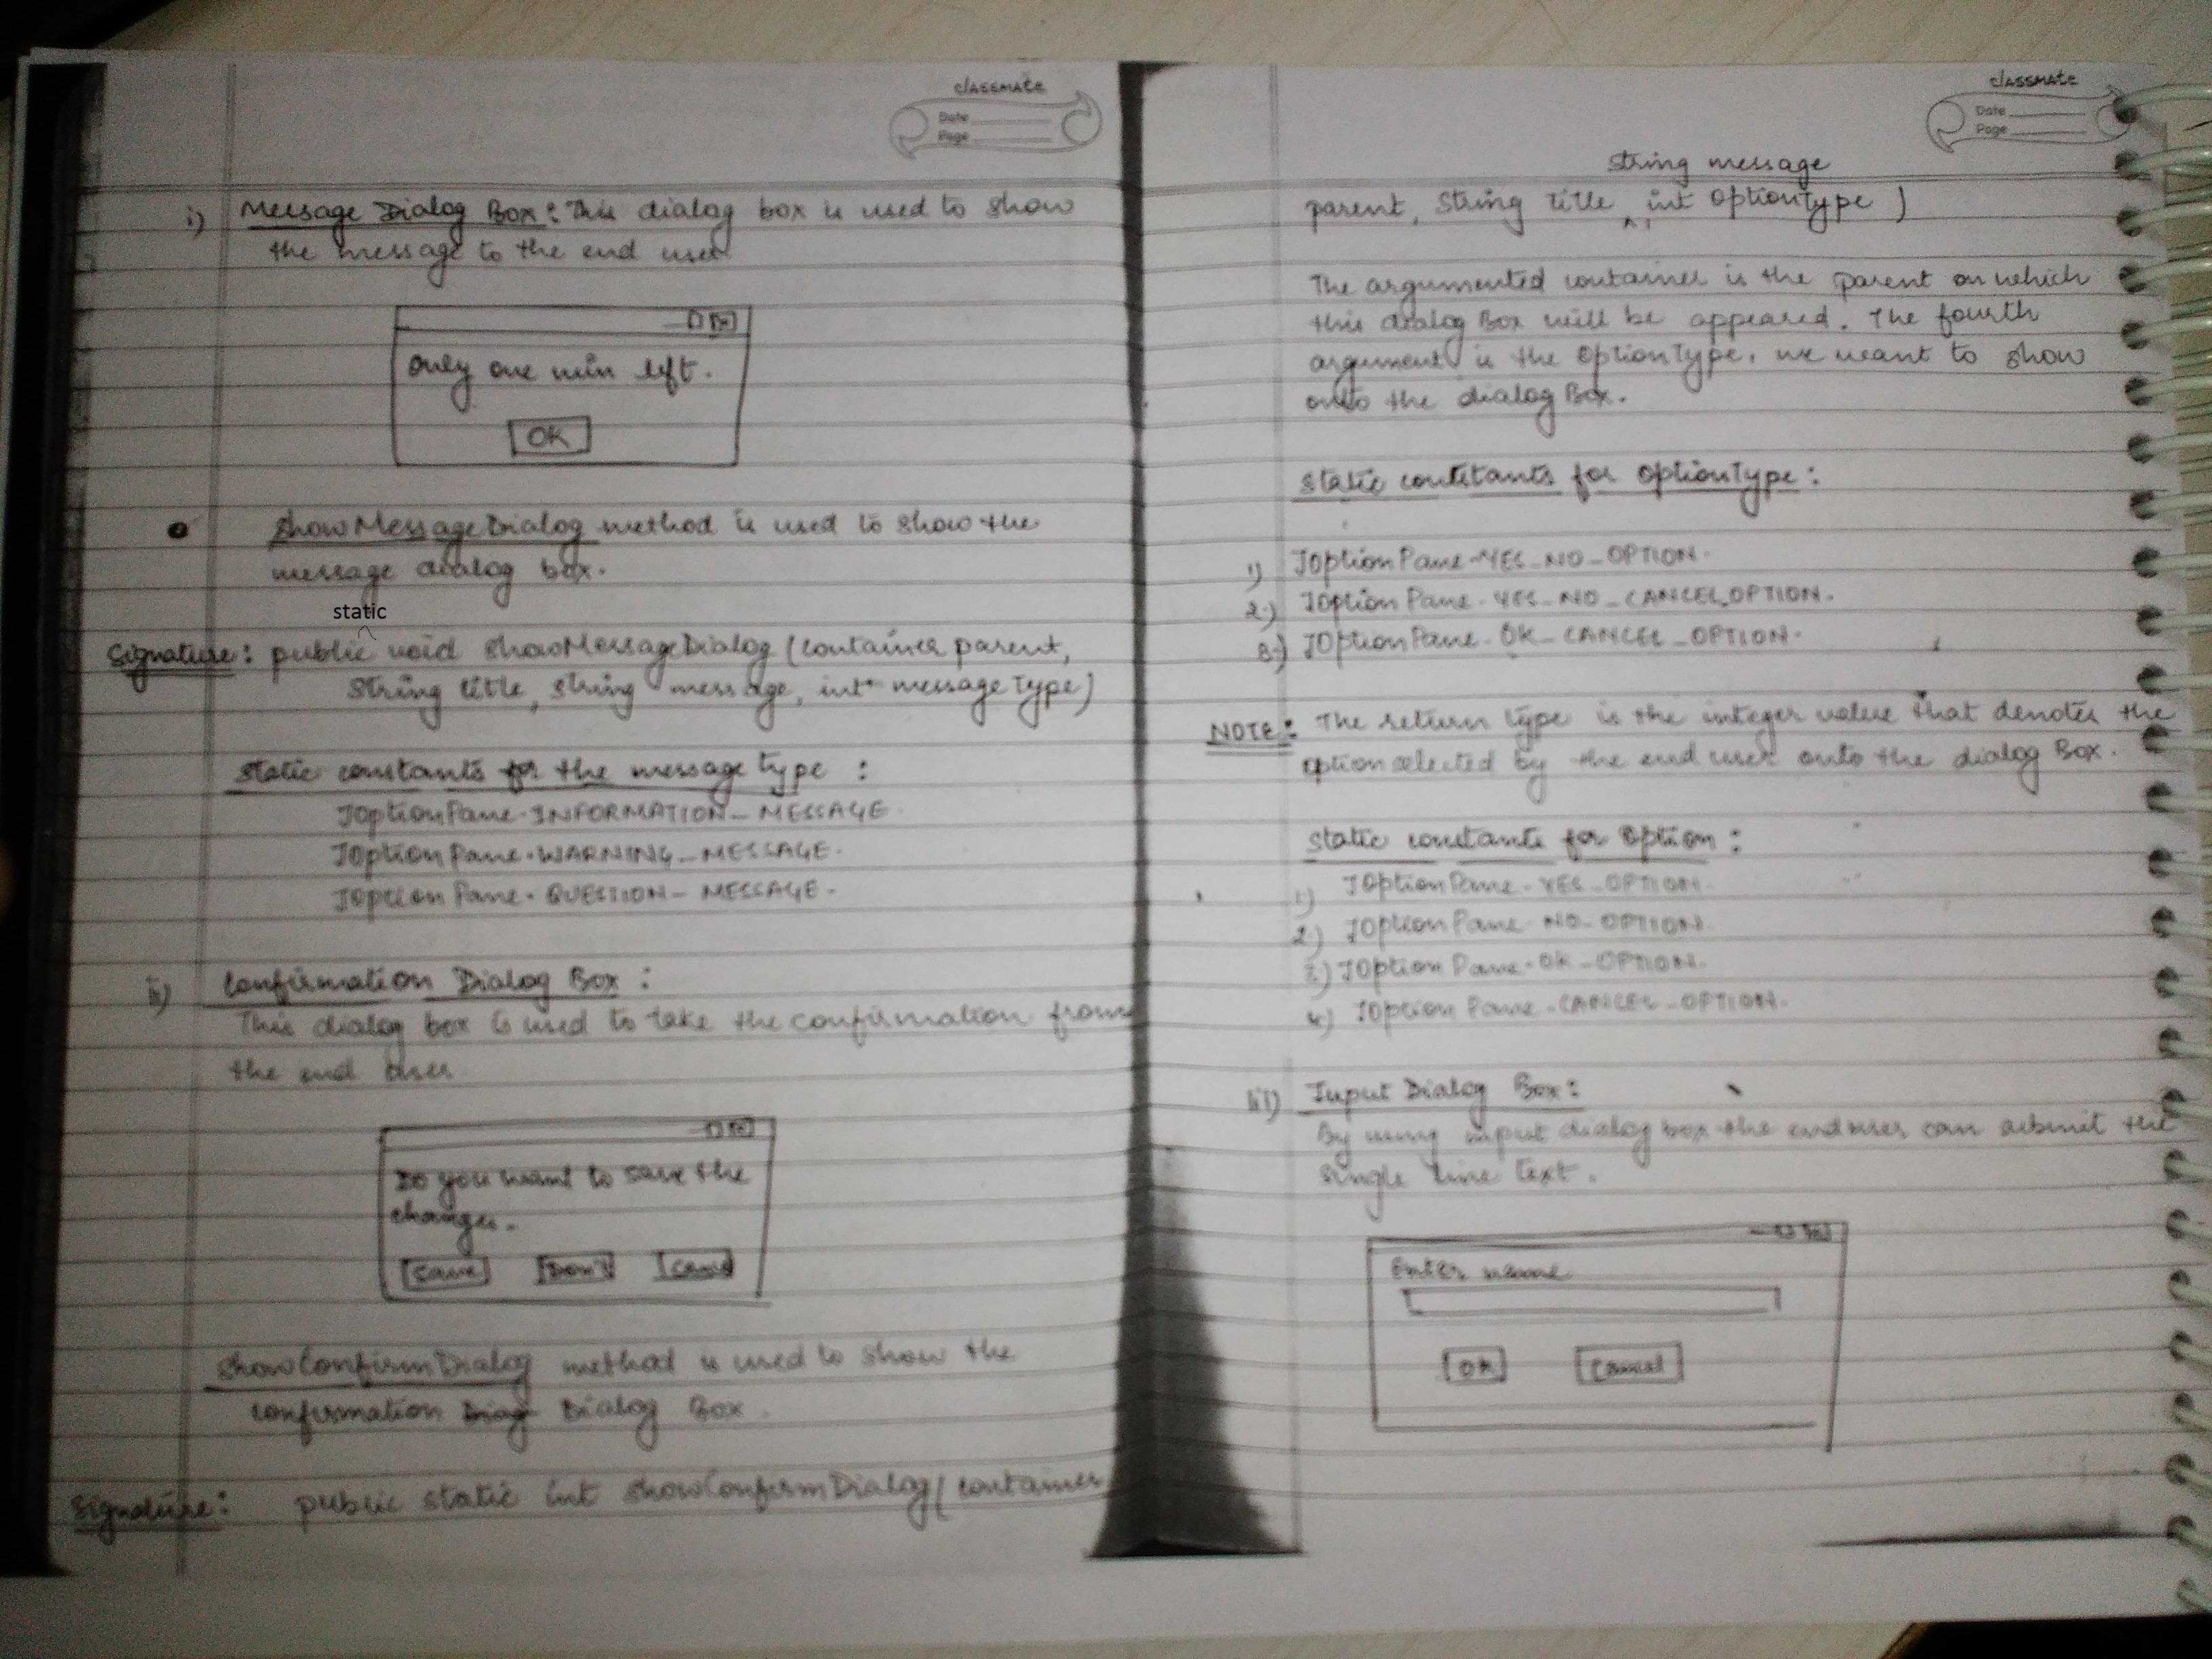 classmate
Date
Page
i) Message Dialog Box: This dialog box is used to show
the message to the end user
only one min left.
OK
showMessageDialog method is used to show the
message dialog box.
static
Signature: public void showMessageDialog (container parent,
String title, string message, int messageType)
Static constants for the message type :
JOptionPane.INFORMATION_MESSAGE
JOptionPane.WARNING_MESSAGE.
JOptionPane.QUESTION_MESSAGE.
ii) Confirmation Dialog Box :
This dialog box is used to take the confirmation from
the end user
Do you want to save the
changes.
Save Don't Cancel
showConfirmDialog method is used to show the
confirmation Diag Dialog Box.
Signature: public static int showConfirmDialog(container
classmate
Date
Page
String message
parent, String title, int OptionType )
The argumented container is the parent on which
this dialog Box will be appeared. The fourth
argument is the OptionType, we want to show
onto the dialog Box.
Static constants for OptionType :
1) JOptionPane-YES_NO_OPTION.
2.) JOptionPane.YES_NO_CANCEL_OPTION.
3.) JOptionPane.OK_CANCEL_OPTION.
NOTE: The return type is the integer value that denotes the
option selected by the end user onto the dialog Box.
Static constants for Option :
1) JOptionPane.YES_OPTION.
2.) JOptionPane.NO_OPTION.
3.) JOptionPane.OK_OPTION.
4.) JOptionPane.CANCEL_OPTION.
iii) Input Dialog Box:
By using input dialog box the enduser can submit the
single line text.
Enter name
OK Cancel